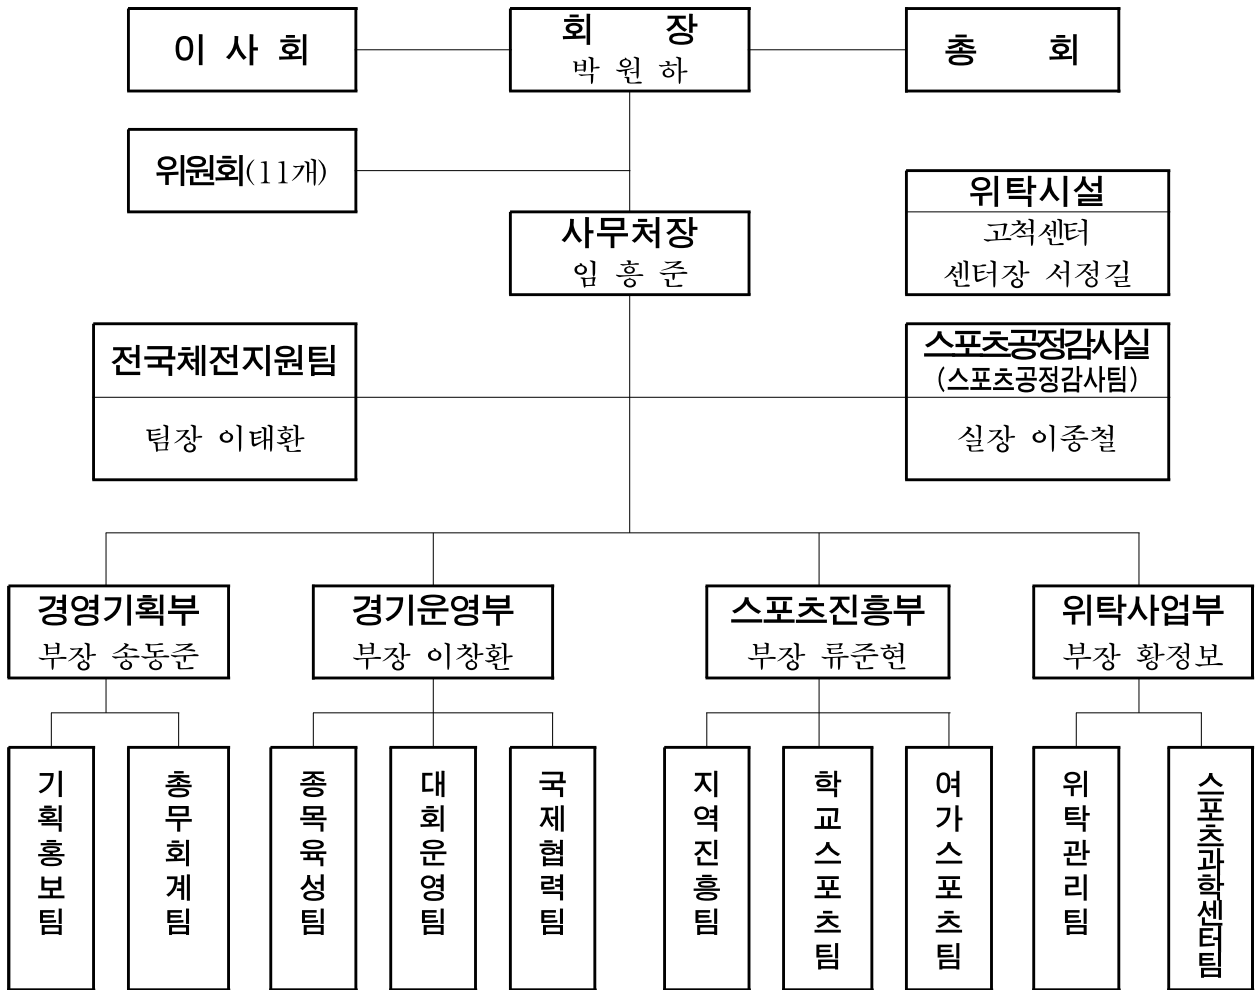 이 사 회
회 장
박 원 하
총 회
위원회(11개)
위탁시설
고척센터
센터장 서정길
사무처장
임 흥 준
전국체전지원팀
팀장 이태환
스포츠공정감사실
(스포츠공정감사팀)
실장 이종철
경영기획부
부장 송동준
경기운영부
부장 이창환
스포츠진흥부
부장 류준현
위탁사업부
부장 황정보
기획홍보팀
총무회계팀
종목육성팀
대회운영팀
국제협력팀
지역진흥팀
학교스포츠팀
여가스포츠팀
위탁관리팀
스포츠과학센터팀